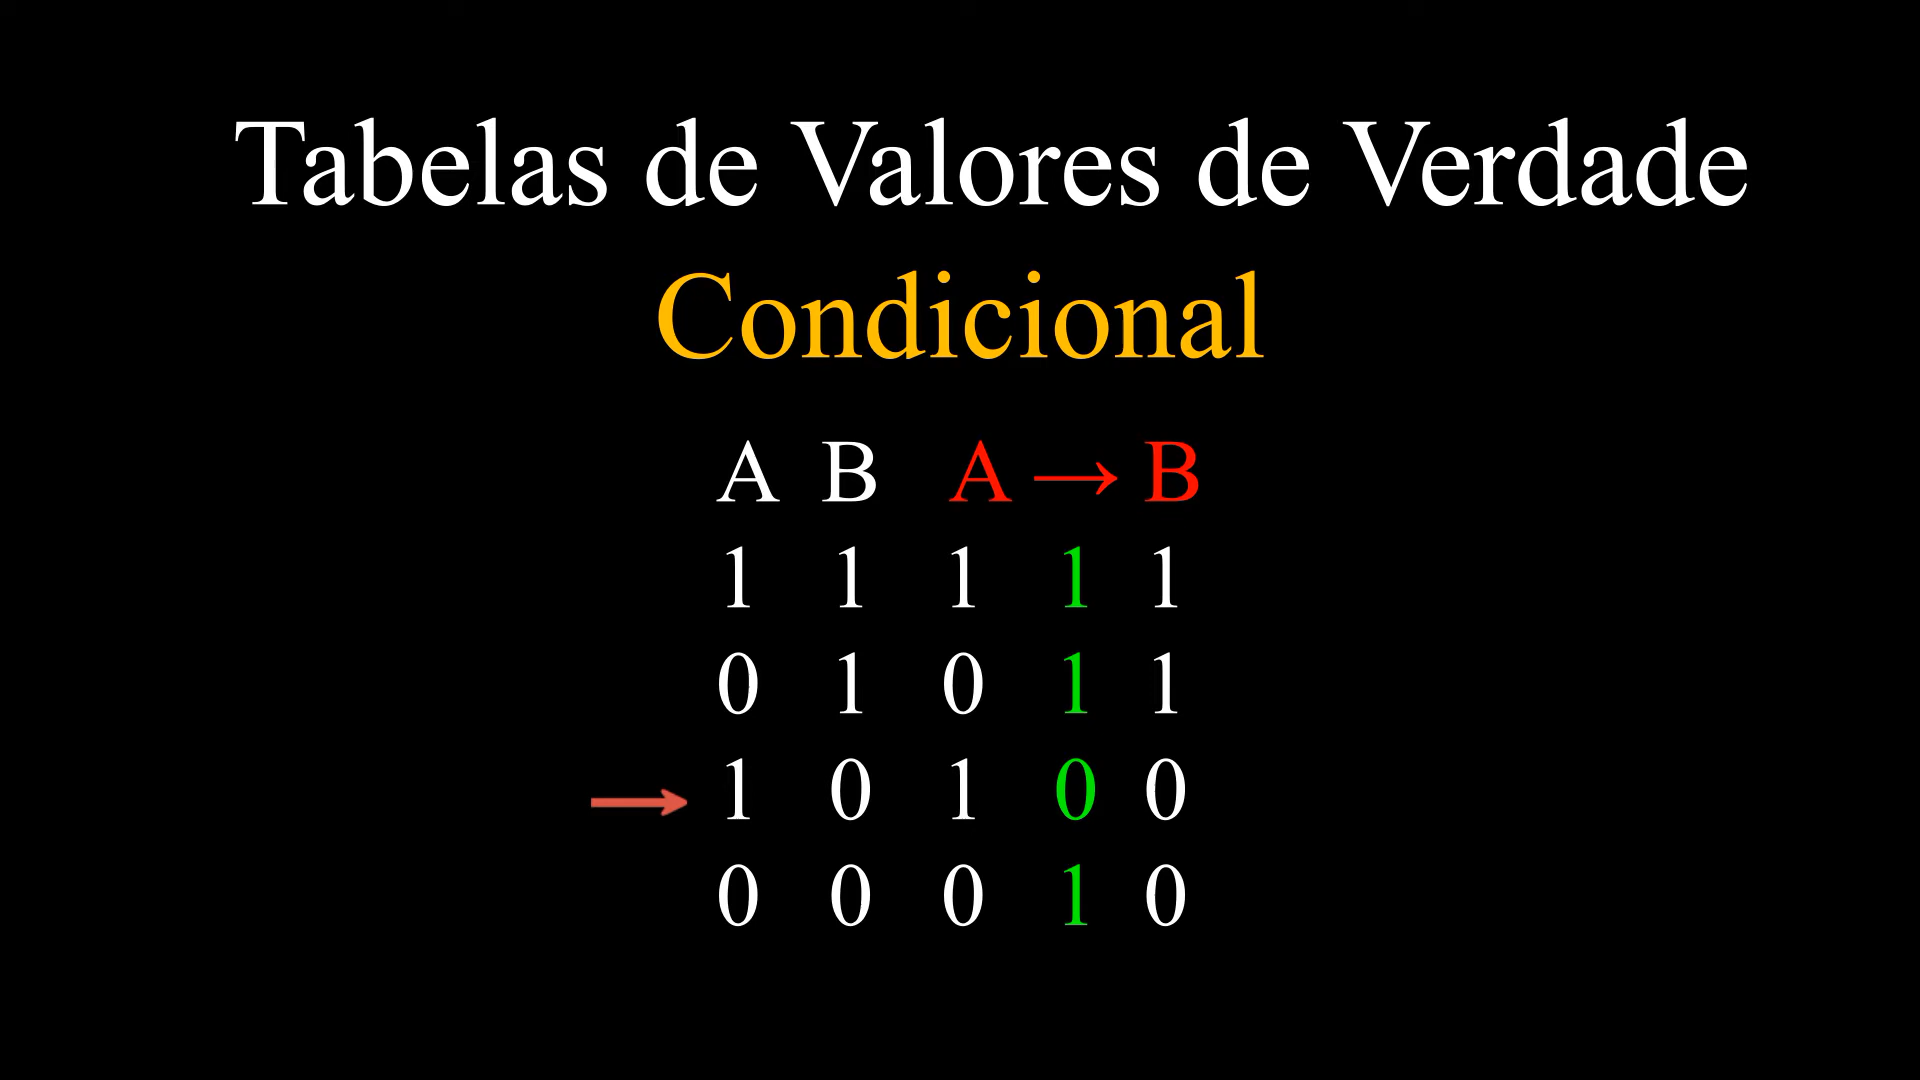 Tabelas de Valores de Verdade
Condicional
A B A → B
1 1 1 1 1
0 1 0 1 1
1 0 1 0 0
0 0 0 1 0